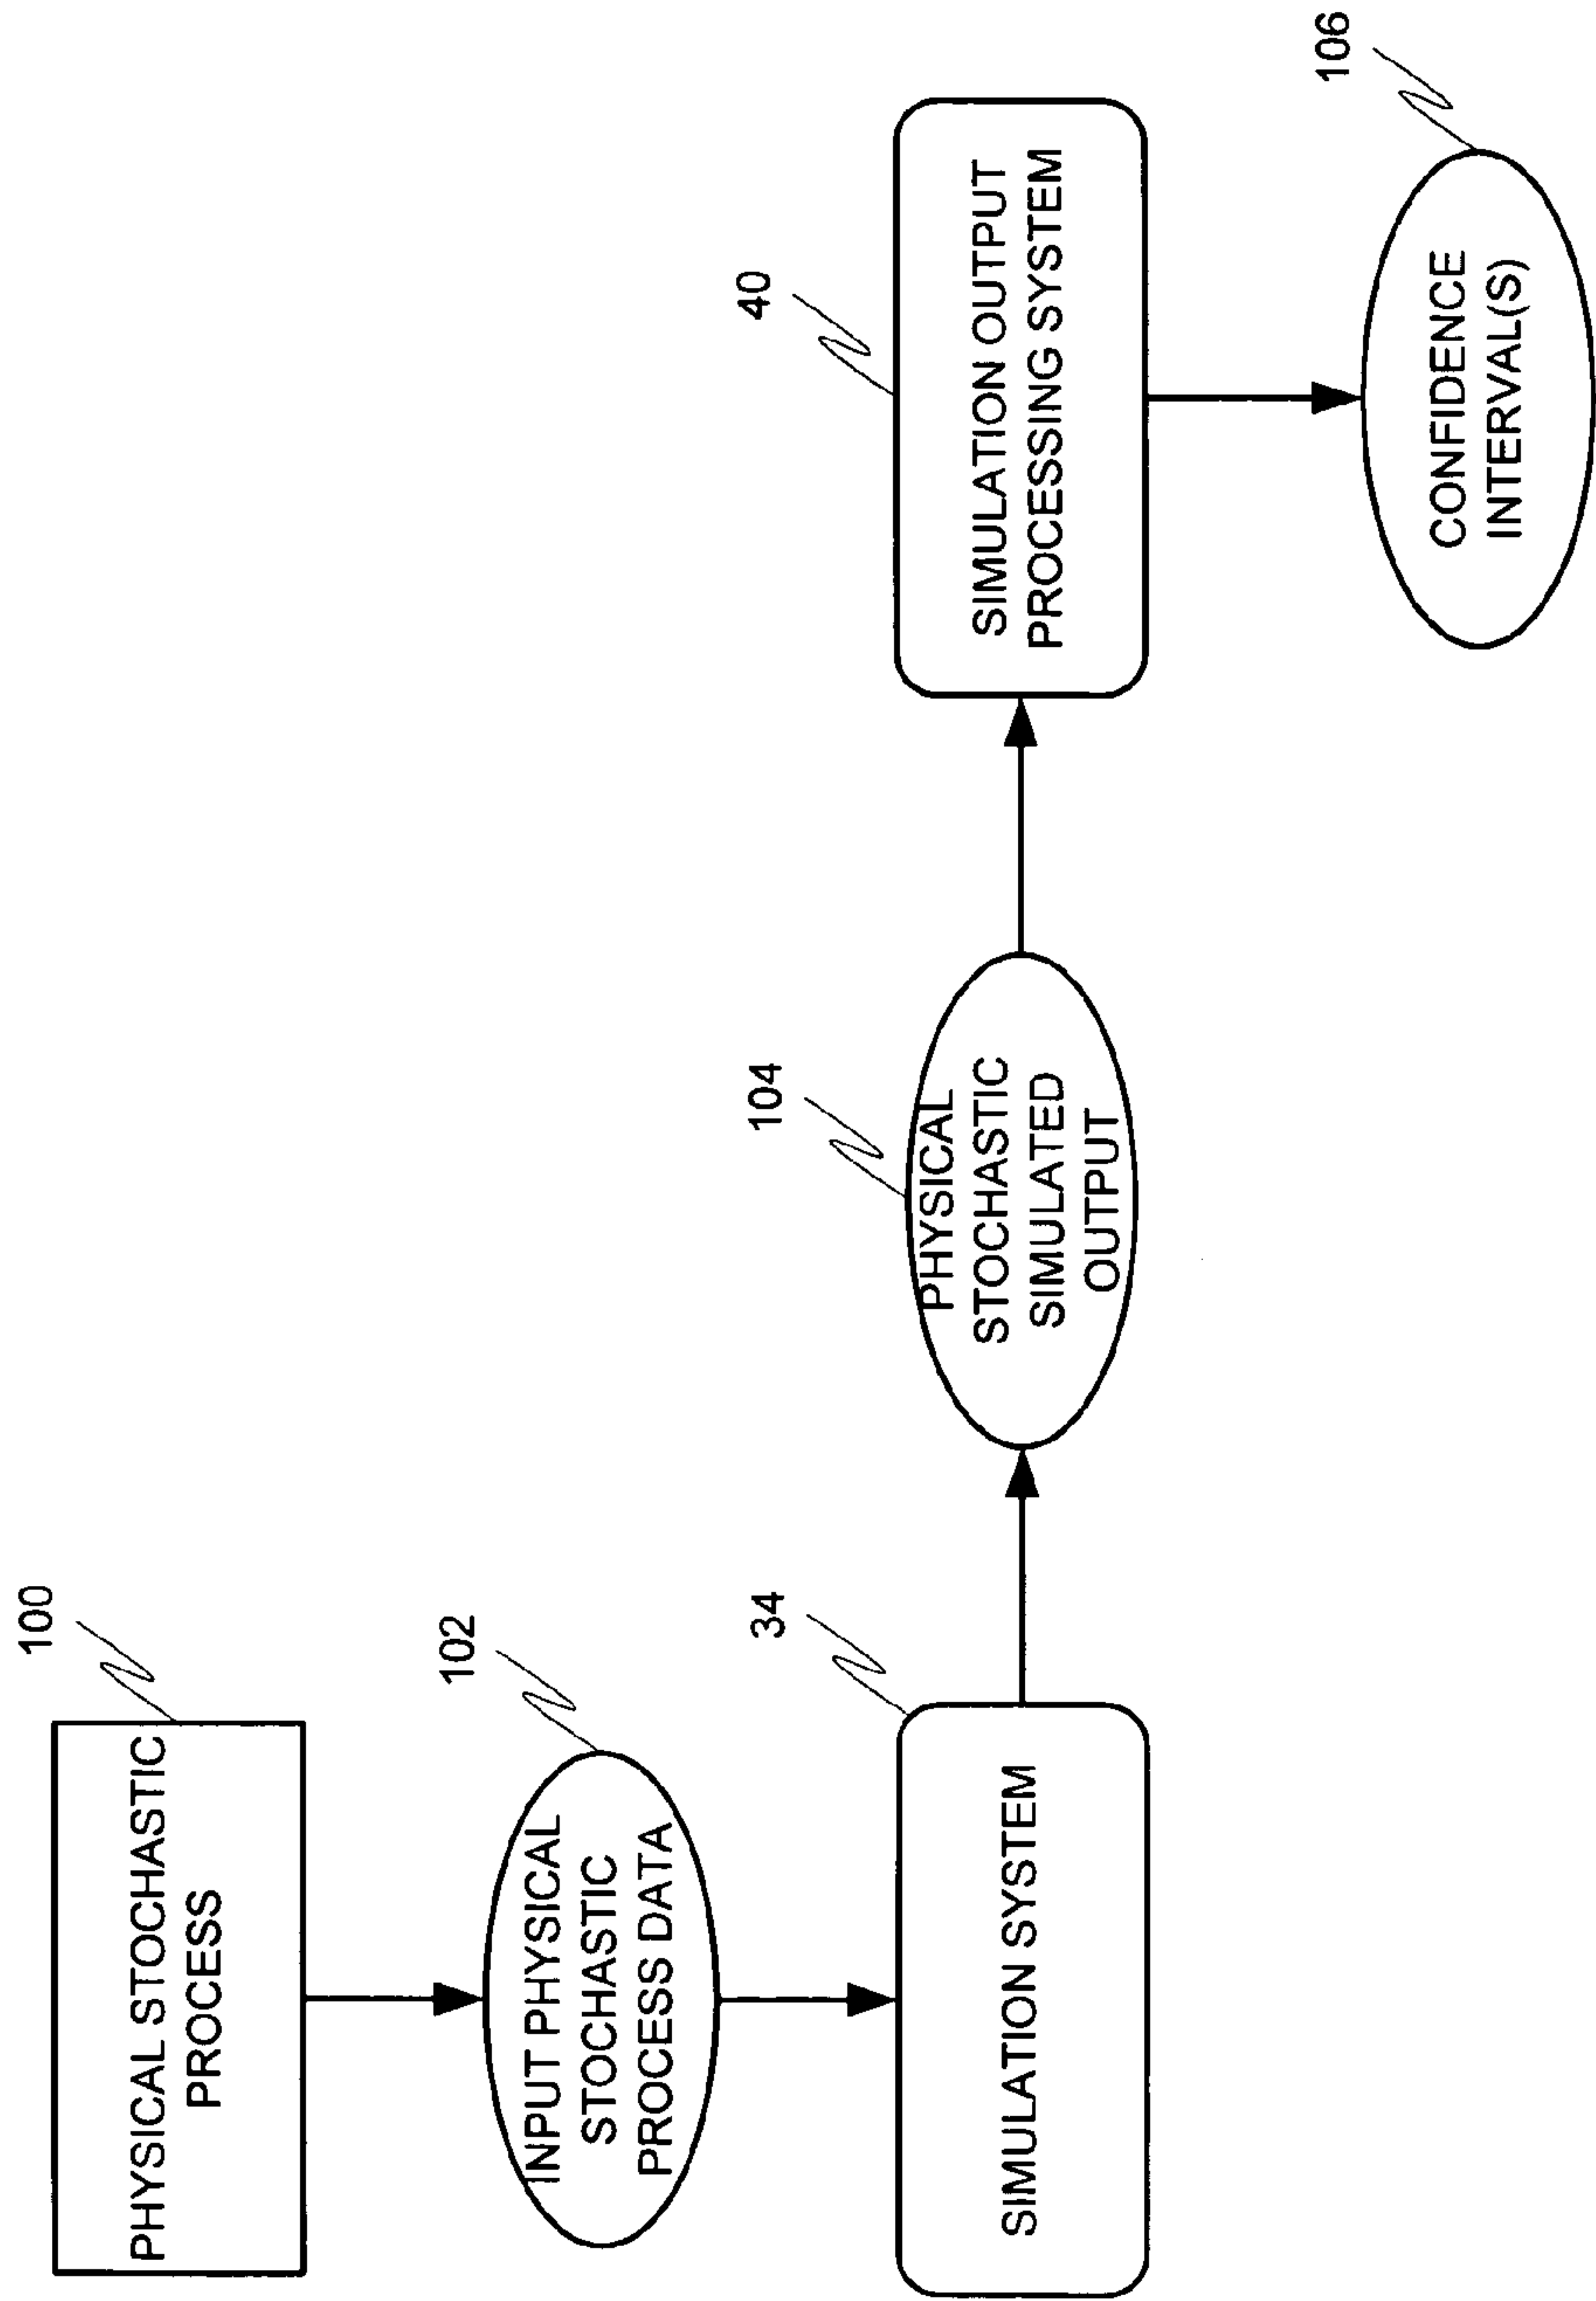 100
PHYSICAL STOCHASTIC
PROCESS
102
INPUT PHYSICAL
STOCHASTIC
PROCESS DATA
34
SIMULATION SYSTEM
104
PHYSICAL
STOCHASTIC
SIMULATED
OUTPUT
40
SIMULATION OUTPUT
PROCESSING SYSTEM
106
CONFIDENCE
INTERVAL(S)